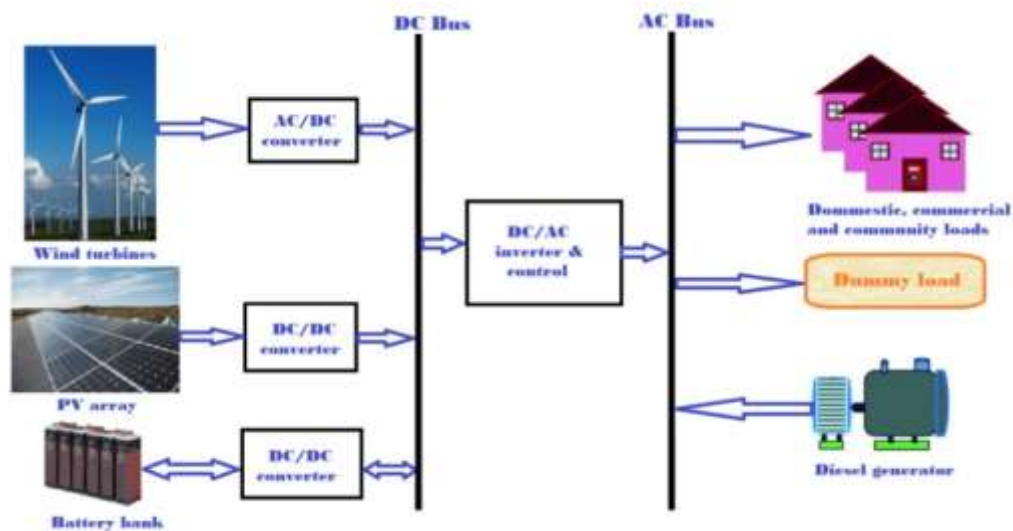 DC Bus
AC Bus
AC/DC
converter
Wind turbines
DC/AC
inverter &
control
Dommestic, commercial
and community loads
Dummy load
DC/DC
converter
PV array
DC/DC
converter
Battery bank
Diesel generator